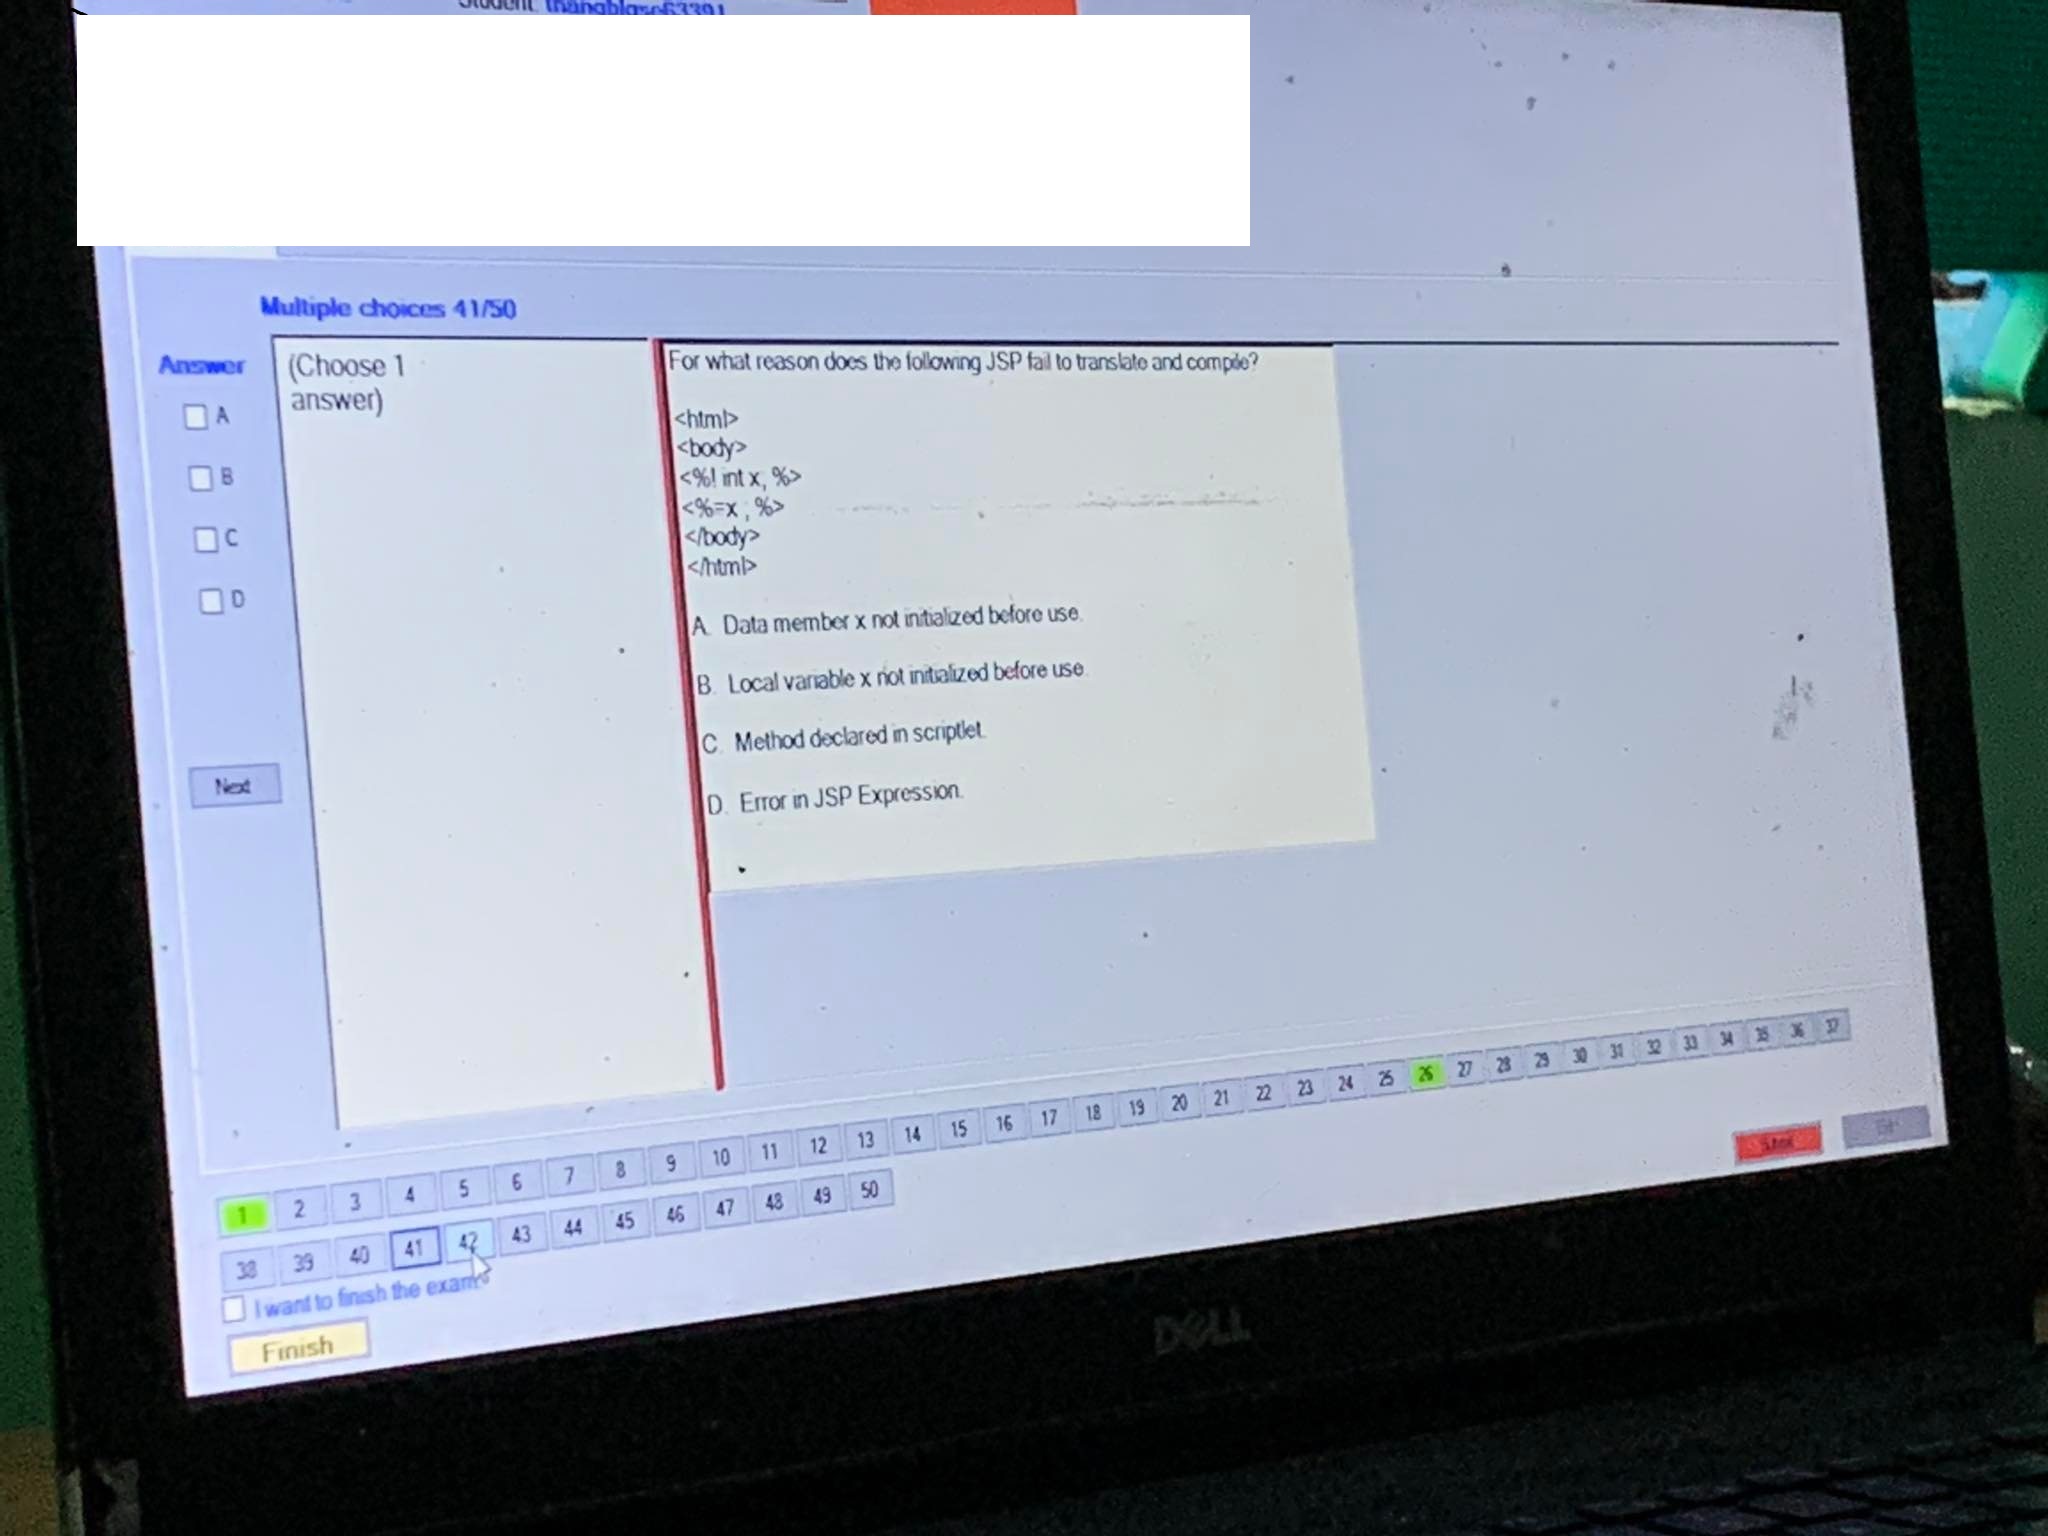 Student: thangblqse63391
Multiple choices 41/50
Answer
(Choose 1
answer)
A
B
C
D
Next
For what reason does the following JSP fail to translate and compile?
<html>
<body>
<%! int x; %>
<%=x ; %>
</body>
</html>
A. Data member x not initialized before use.
B. Local variable x not initialized before use.
C. Method declared in scriptlet.
D. Error in JSP Expression.
1 2 3 4 5 6 7 8 9 10 11 12 13 14 15 16 17 18 19 20 21 22 23 24 25 26 27 28 29 30 31 32 33 34 35 36 37
38 39 40 41 42 43 44 45 46 47 48 49 50
I want to finish the exam.
Finish
DELL